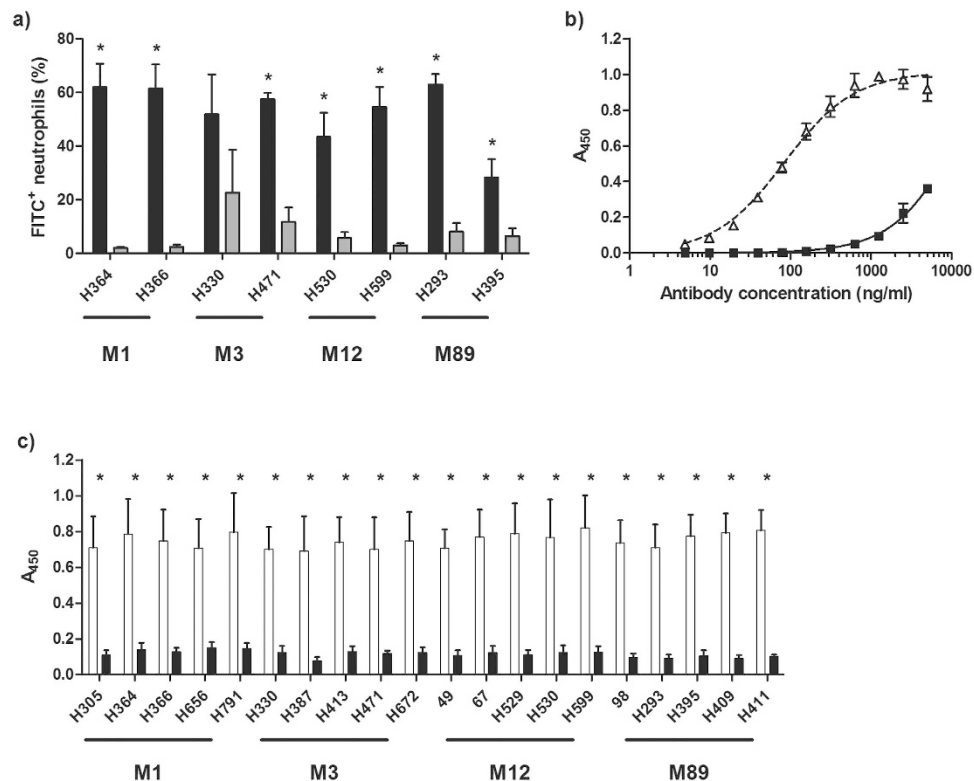 a)
80
60
40
20
0
FITC+ neutrophils (%)
* * * * * * *
H364 H366 H330 H471 H530 H599 H293 H395
M1 M3 M12 M89
b)
1.2
1.0
0.8
0.6
0.4
0.2
0.0
A450
1 10 100 1000 10000
Antibody concentration (ng/ml)
c)
1.2
1.0
0.8
0.6
0.4
0.2
0.0
A450
* * * * * * * * * * * * * * * * * * * *
H305 H364 H366 H656 H791 H330 H387 H413 H471 H672 49 67 H529 H530 H599 98 H293 H395 H409 H411
M1 M3 M12 M89